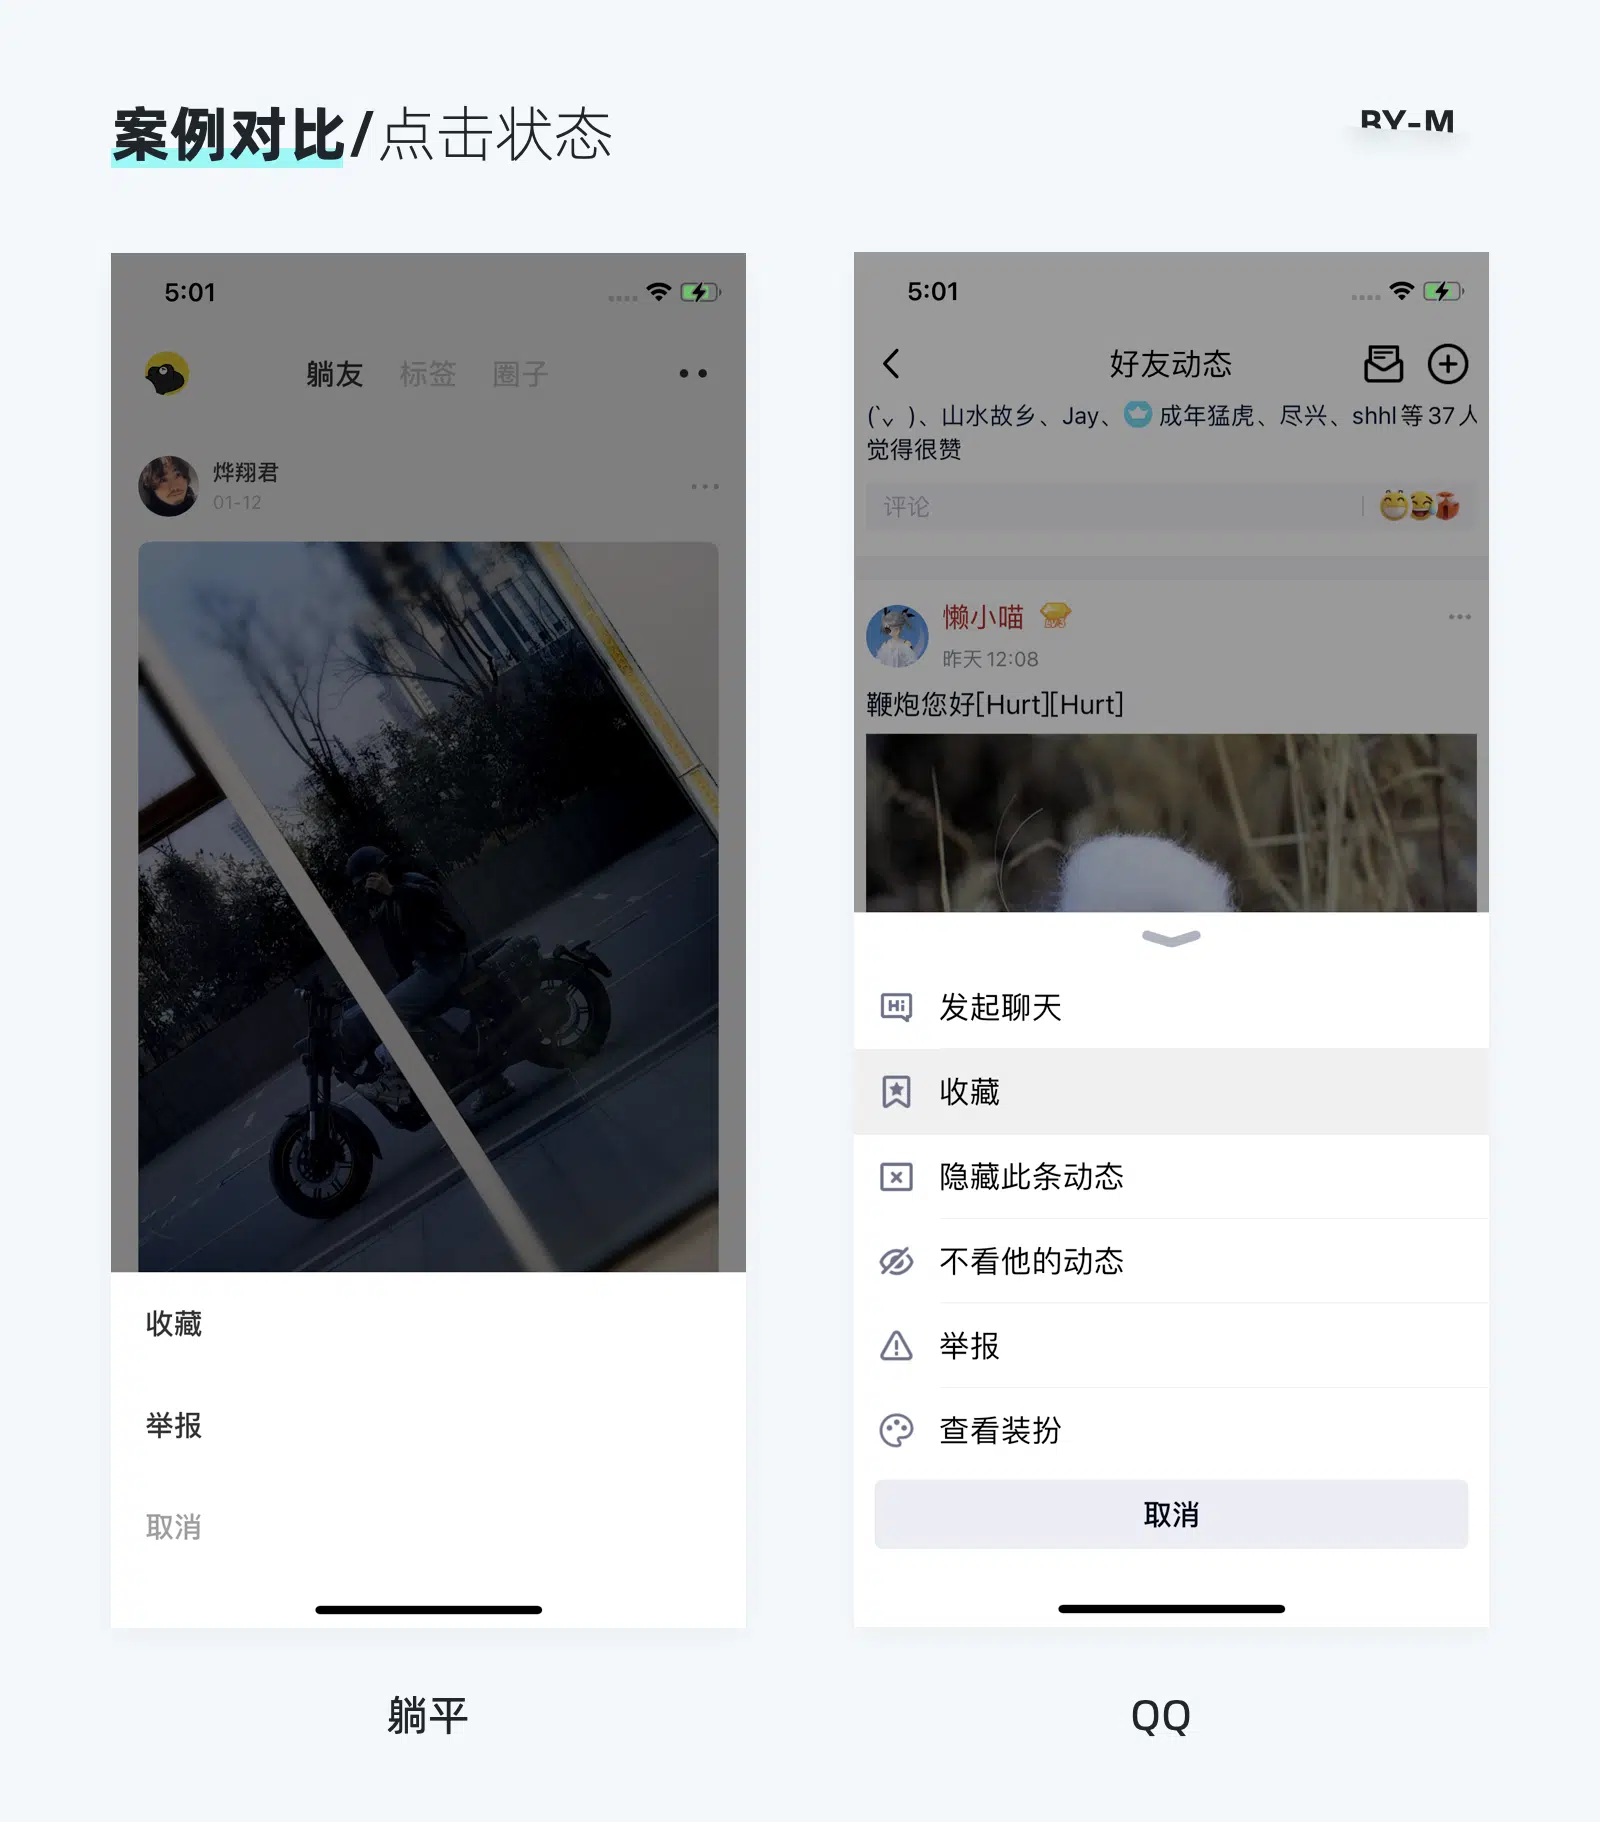 案例对比/点击状态
BY-M
5:01
躺友 标签 圈子
烨翔君
01-12
收藏
举报
取消
躺平
5:01
好友动态
(`⌄ )、山水故乡、Jay、成年猛虎、尽兴、shhl等37人
觉得很赞
评论
懒小喵
昨天 12:08
鞭炮您好[Hurt][Hurt]
Hi 发起聊天
收藏
隐藏此条动态
不看他的动态
举报
查看装扮
取消
QQ